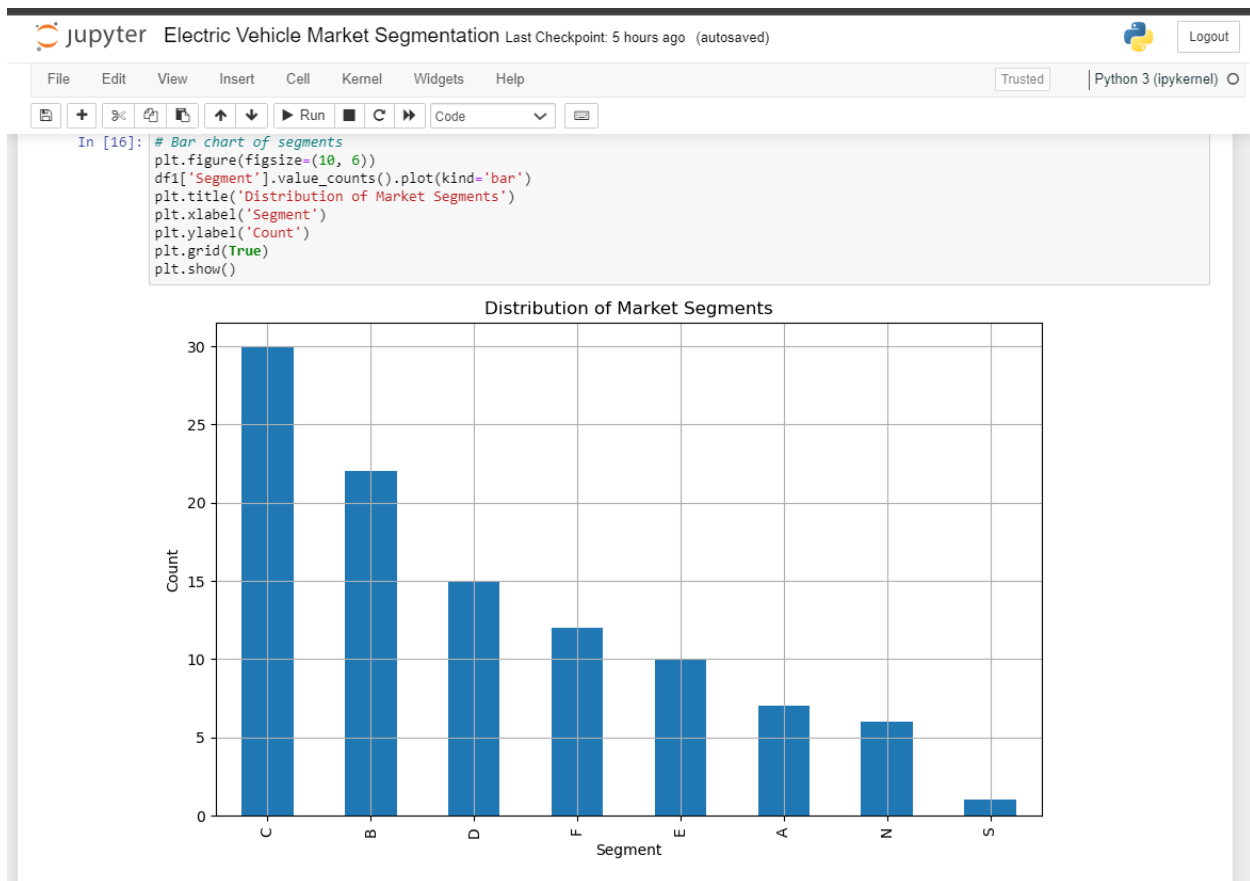 jupyter Electric Vehicle Market Segmentation Last Checkpoint: 5 hours ago (autosaved) Logout
File Edit View Insert Cell Kernel Widgets Help Trusted Python 3 (ipykernel)
Run Code
In [16]: # Bar chart of segments
plt.figure(figsize=(10, 6))
df1['Segment'].value_counts().plot(kind='bar')
plt.title('Distribution of Market Segments')
plt.xlabel('Segment')
plt.ylabel('Count')
plt.grid(True)
plt.show()
Distribution of Market Segments
30
25
20
15
10
5
0
Count
C B D F E A N S
Segment